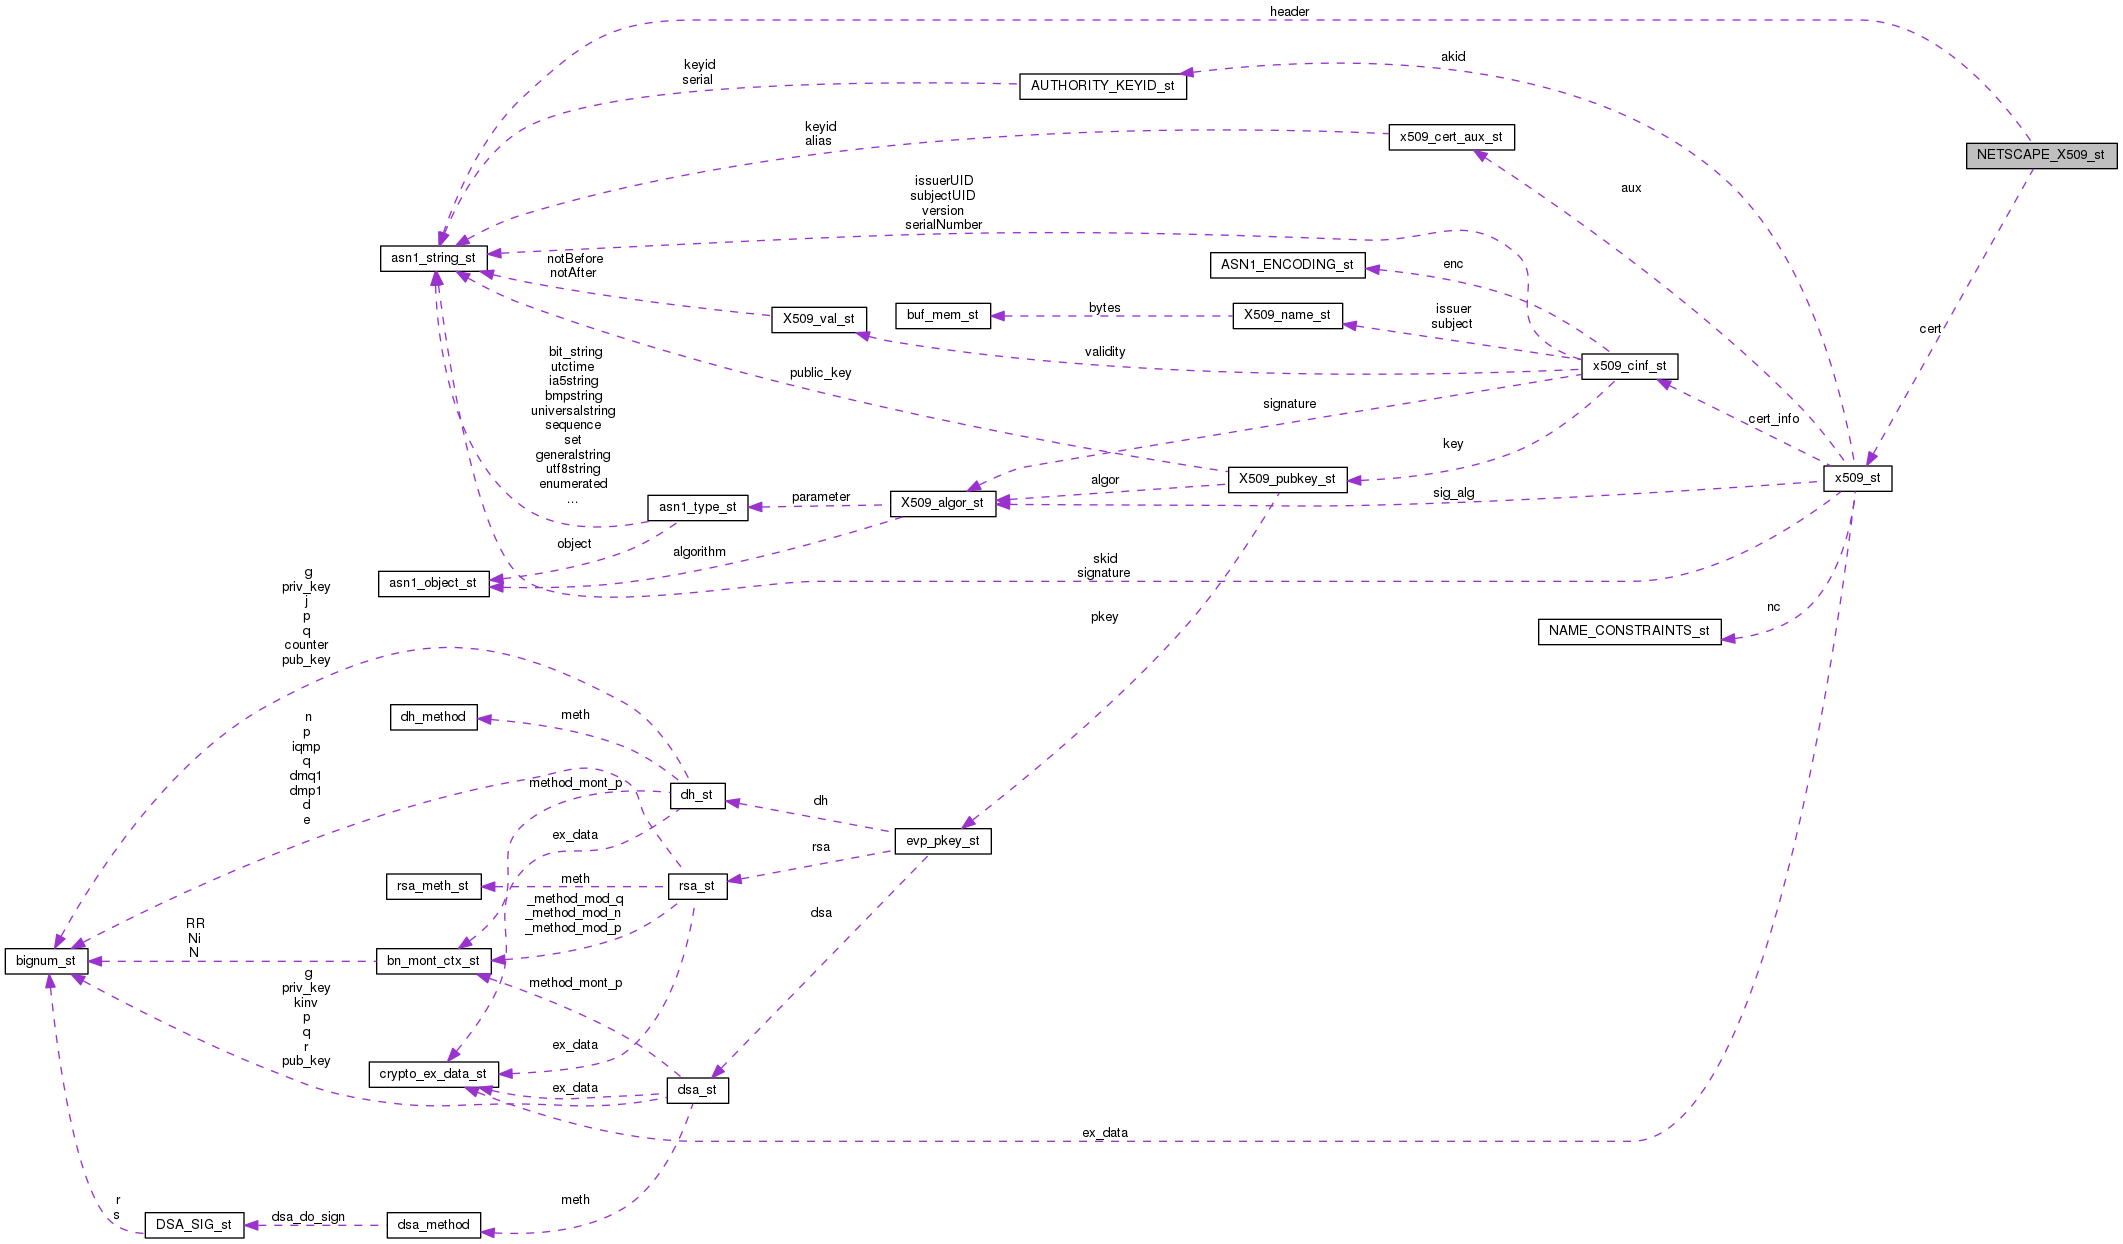 header
akid
keyid
serial
AUTHORITY_KEYID_st
keyid
alias
x509_cert_aux_st
NETSCAPE_X509_st
aux
issuerUID
subjectUID
version
serialNumber
asn1_string_st
notBefore
notAfter
ASN1_ENCODING_st
enc
X509_val_st
buf_mem_st
bytes
X509_name_st
issuer
subject
cert
validity
x509_cinf_st
bit_string
utctime
ia5string
bmpstring
universalstring
sequence
set
generalstring
utf8string
enumerated
...
public_key
signature
cert_info
key
algor
X509_pubkey_st
x509_st
sig_alg
asn1_type_st
parameter
X509_algor_st
object
algorithm
asn1_object_st
skid
signature
nc
NAME_CONSTRAINTS_st
pkey
g
priv_key
j
p
q
counter
pub_key
dh_method
meth
n
p
iqmp
q
dmq1
dmp1
d
e
method_mont_p
dh_st
dh
ex_data
evp_pkey_st
rsa
rsa_meth_st
meth
rsa_st
_method_mod_q
_method_mod_n
_method_mod_p
dsa
RR
Ni
N
bignum_st
bn_mont_ctx_st
g
priv_key
kinv
p
q
r
pub_key
method_mont_p
ex_data
crypto_ex_data_st
ex_data
dsa_st
ex_data
r
s
DSA_SIG_st
dsa_do_sign
dsa_method
meth